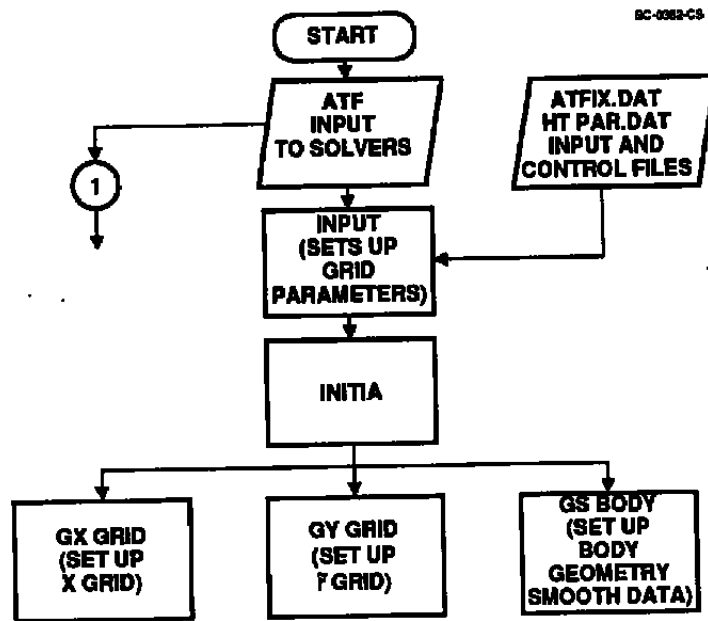 SC-0352-CS
START
ATF
INPUT
TO SOLVERS
ATFIX.DAT
HT PAR.DAT
INPUT AND
CONTROL FILES
1
INPUT
(SETS UP
GRID
PARAMETERS)
INITIA
GX GRID
(SET UP
X GRID)
GY GRID
(SET UP
GRID)
GS BODY
(SET UP
BODY
GEOMETRY
SMOOTH DATA)